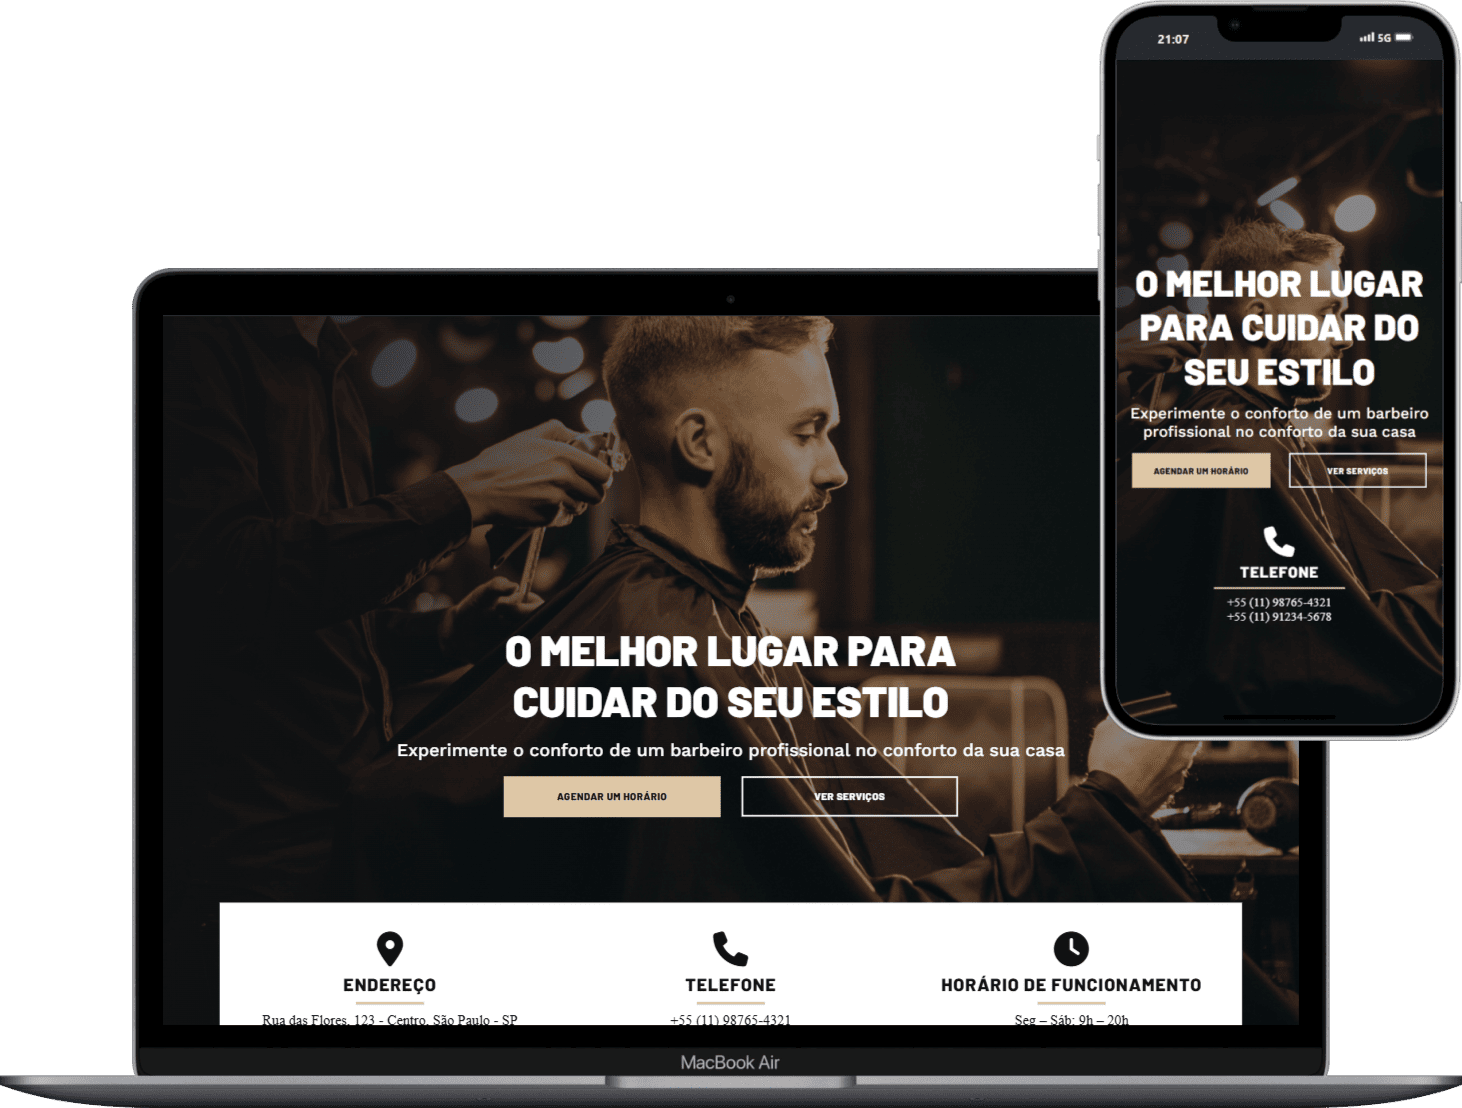 21:07
5G
O MELHOR LUGAR
PARA CUIDAR DO
SEU ESTILO
Experimente o conforto de um barbeiro
profissional no conforto da sua casa
AGENDAR UM HORÁRIO
VER SERVIÇOS
TELEFONE
+55 (11) 98765-4321
+55 (11) 91234-5678
O MELHOR LUGAR PARA
CUIDAR DO SEU ESTILO
Experimente o conforto de um barbeiro profissional no conforto da sua casa
AGENDAR UM HORÁRIO
VER SERVIÇOS
ENDEREÇO
Rua das Flores, 123 - Centro, São Paulo - SP
TELEFONE
+55 (11) 98765-4321
HORÁRIO DE FUNCIONAMENTO
Seg – Sáb: 9h – 20h
MacBook Air